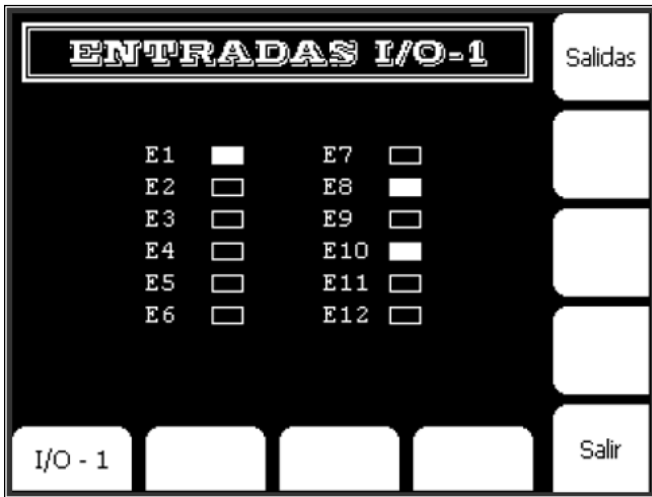 ENTRADAS I/O-1
Salidas
E1 E7
E2 E8
E3 E9
E4 E10
E5 E11
E6 E12
I/O - 1
Salir